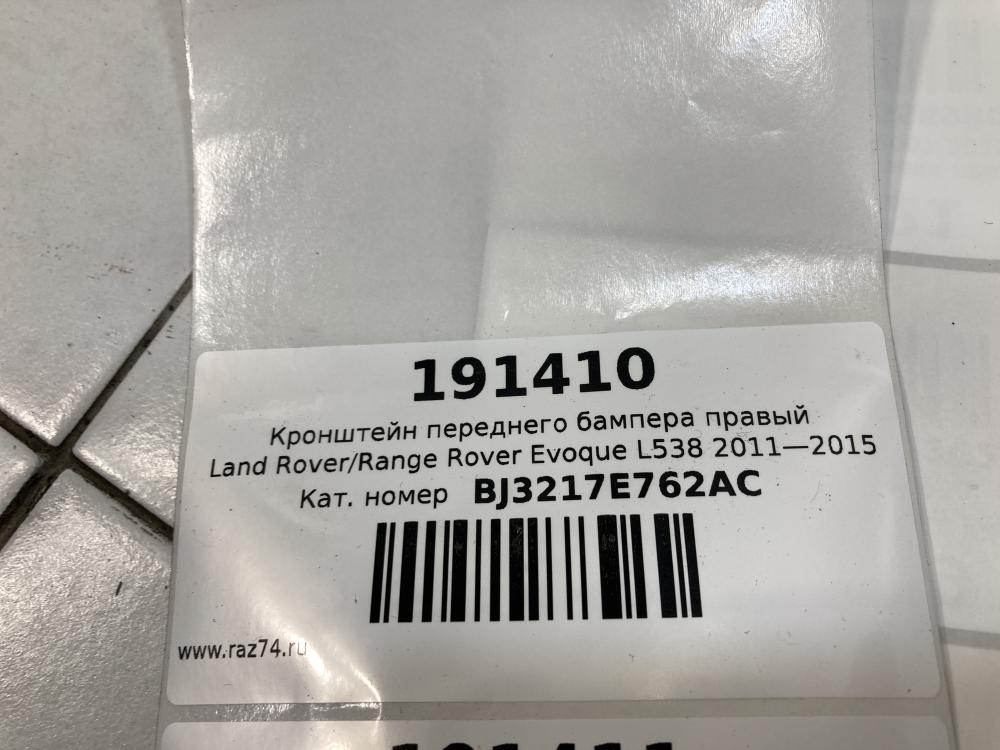 191410
Кронштейн переднего бампера правый
Land Rover/Range Rover Evoque L538 2011—2015
Кат. номер BJ3217E762AC
www.raz74.ru
191411